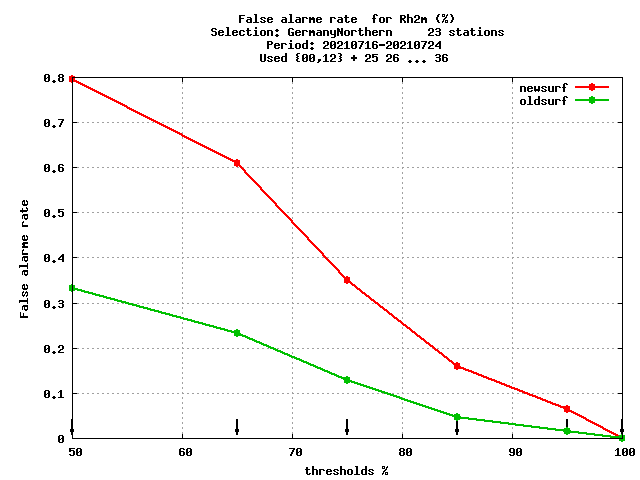 False alarme rate  for Rh2m (%)
Selection: GermanyNorthern     23 stations
Period: 20210716-20210724
Used {00,12} + 25 26 ... 36
newsurf
oldsurf
0.8
0.7
0.6
0.5
0.4
0.3
0.2
0.1
0
False alarme rate
50 60 70 80 90 100
thresholds %